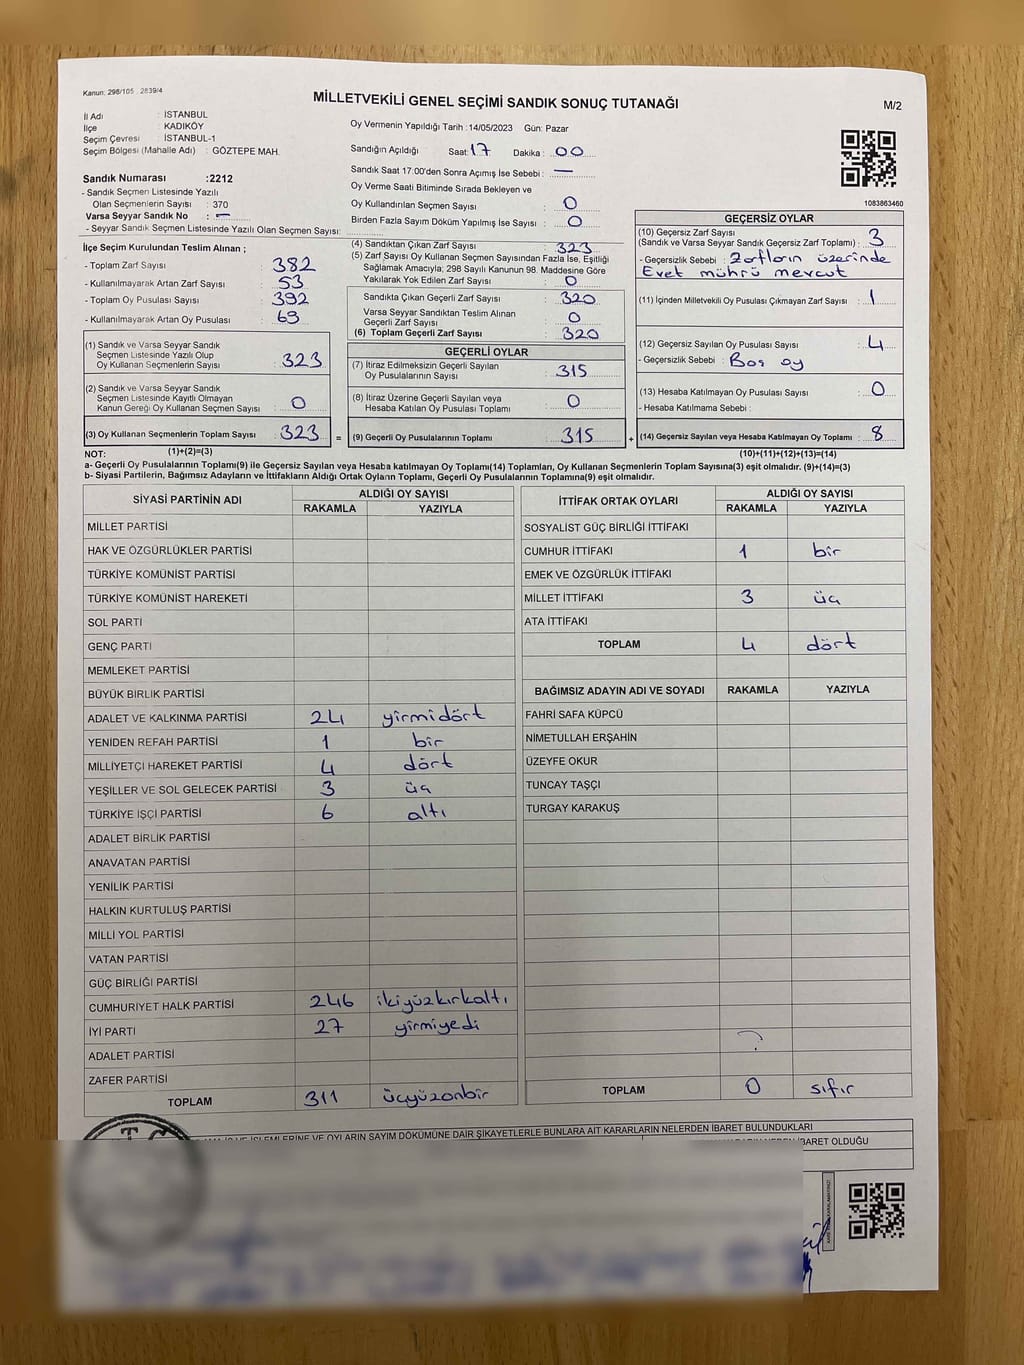 Kanun: 298/105 . 2839/4
MİLLETVEKİLİ GENEL SEÇİMİ SANDIK SONUÇ TUTANAĞI
M/2
İl Adı : İSTANBUL
İlçe : KADIKÖY
Seçim Çevresi : İSTANBUL-1
Seçim Bölgesi (Mahalle Adı) : GÖZTEPE MAH.
Sandık Numarası :2212
- Sandık Seçmen Listesinde Yazılı
Olan Seçmenlerin Sayısı : 370
Varsa Seyyar Sandık No : —
- Seyyar Sandık Seçmen Listesinde Yazılı Olan Seçmen Sayısı:
Oy Vermenin Yapıldığı Tarih :14/05/2023 Gün: Pazar
Sandığın Açıldığı Saat: 17 Dakika : 00
Sandık Saat 17:00'den Sonra Açılmış İse Sebebi : —
Oy Verme Saati Bitiminde Sırada Bekleyen ve
Oy Kullandırılan Seçmen Sayısı : 0
Birden Fazla Sayım Döküm Yapılmış İse Sayısı : 0
1083863460
İlçe Seçim Kurulundan Teslim Alınan ;
- Toplam Zarf Sayısı : 382
- Kullanılmayarak Artan Zarf Sayısı : 53
- Toplam Oy Pusulası Sayısı : 392
- Kullanılmayarak Artan Oy Pusulası : 69
(1) Sandık ve Varsa Seyyar Sandık
Seçmen Listesinde Yazılı Olup
Oy Kullanan Seçmen Sayısı : 323
(2) Sandık ve Varsa Seyyar Sandık
Seçmen Listesinde Kayıtlı Olmayan
Kanun Gereği Oy Kullanan Seçmen Sayısı : 0
(3) Oy Kullanan Seçmenlerin Toplam Sayısı : 323
(4) Sandıktan Çıkan Zarf Sayısı : 323
(5) Zarf Sayısı Oy Kullanan Seçmen Sayısından Fazla İse, Eşitliği
Sağlamak Amacıyla; 298 Sayılı Kanunun 98. Maddesine Göre
Yakılarak Yok Edilen Zarf Sayısı : 0
Sandıkta Çıkan Geçerli Zarf Sayısı : 320
Varsa Seyyar Sandıktan Teslim Alınan
Geçerli Zarf Sayısı : 0
(6) Toplam Geçerli Zarf Sayısı : 320
GEÇERLİ OYLAR
(7) İtiraz Edilmeksizin Geçerli Sayılan
Oy Pusulalarının Sayısı : 315
(8) İtiraz Üzerine Geçerli Sayılan veya
Hesaba Katılan Oy Pusulası Toplamı : 0
= (9) Geçerli Oy Pusulalarının Toplamı : 315
GEÇERSİZ OYLAR
(10) Geçersiz Zarf Sayısı
(Sandık ve Varsa Seyyar Sandık Geçersiz Zarf Toplamı) : 3
- Geçersizlik Sebebi : Zarfların üzerinde
Evet mührü mevcut
(11) İçinden Milletvekili Oy Pusulası Çıkmayan Zarf Sayısı : 1
(12) Geçersiz Sayılan Oy Pusulası Sayısı : 4
- Geçersizlik Sebebi : Boş oy
(13) Hesaba Katılmayan Oy Pusulası Sayısı : 0
- Hesaba Katılmama Sebebi :
+ (14) Geçersiz Sayılan veya Hesaba Katılmayan Oy Toplamı : 8
NOT: (1)+(2)=(3) (10)+(11)+(12)+(13)=(14)
a- Geçerli Oy Pusulalarının Toplamı(9) ile Geçersiz Sayılan veya Hesaba katılmayan Oy Toplamı(14) Toplamları, Oy Kullanan Seçmenlerin Toplam Sayısına(3) eşit olmalıdır. (9)+(14)=(3)
b- Siyasi Partilerin, Bağımsız Adayların ve İttifakların Aldığı Ortak Oyların Toplamı, Geçerli Oy Pusulalarının Toplamına(9) eşit olmalıdır.
SİYASİ PARTİNİN ADI ALDIĞI OY SAYISI
RAKAMLA YAZIYLA
MİLLET PARTİSİ
HAK VE ÖZGÜRLÜKLER PARTİSİ
TÜRKİYE KOMÜNİST PARTİSİ
TÜRKİYE KOMÜNİST HAREKETİ
SOL PARTİ
GENÇ PARTİ
MEMLEKET PARTİSİ
BÜYÜK BİRLİK PARTİSİ
ADALET VE KALKINMA PARTİSİ 24 yirmidört
YENİDEN REFAH PARTİSİ 1 bir
MİLLİYETÇİ HAREKET PARTİSİ 4 dört
YEŞİLLER VE SOL GELECEK PARTİSİ 3 üç
TÜRKİYE İŞÇİ PARTİSİ 6 altı
ADALET BİRLİK PARTİSİ
ANAVATAN PARTİSİ
YENİLİK PARTİSİ
HALKIN KURTULUŞ PARTİSİ
MİLLİ YOL PARTİSİ
VATAN PARTİSİ
GÜÇ BİRLİĞİ PARTİSİ
CUMHURİYET HALK PARTİSİ 246 ikiyüzkırkaltı
İYİ PARTİ 27 yirmiyedi
ADALET PARTİSİ
ZAFER PARTİSİ
TOPLAM 311 üçyüzonbir
İTTİFAK ORTAK OYLARI ALDIĞI OY SAYISI
RAKAMLA YAZIYLA
SOSYALİST GÜÇ BİRLİĞİ İTTİFAKI
CUMHUR İTTİFAKI 1 bir
EMEK VE ÖZGÜRLÜK İTTİFAKI
MİLLET İTTİFAKI 3 üç
ATA İTTİFAKI
TOPLAM 4 dört
BAĞIMSIZ ADAYIN ADI VE SOYADI RAKAMLA YAZIYLA
FAHRİ SAFA KÜPCÜ
NİMETULLAH ERŞAHİN
ÜZEYFE OKUR
TUNCAY TAŞÇI
TURGAY KARAKUŞ
TOPLAM 0 sıfır
T C
İŞLEMLERİNE VE OYLARIN SAYIM DÖKÜMÜNE DAİR ŞİKAYETLERLE BUNLARA AİT KARARLARIN NELERDEN İBARET BULUNDUKLARI
İBARET OLDUĞU